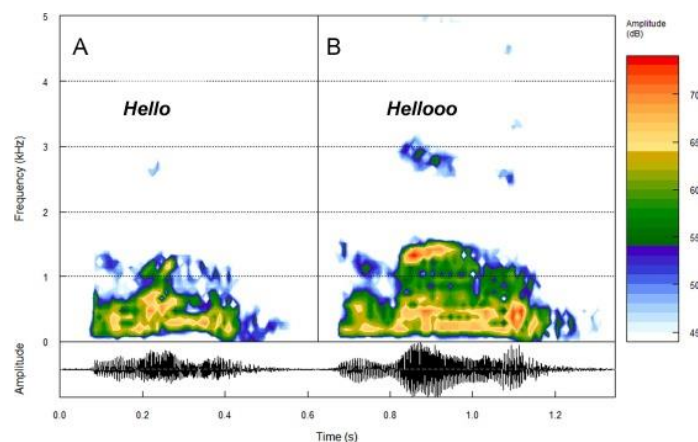 A
B
Hello
Hellooo
Frequency (kHz)
5
4
3
2
1
0
Amplitude
0.0 0.2 0.4 0.6 0.8 1.0 1.2
Time (s)
Amplitude
(dB)
70
65
60
55
50
45